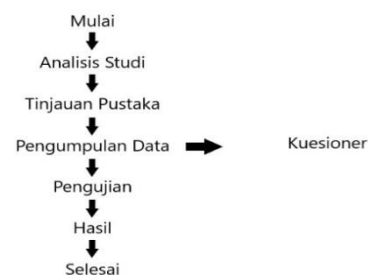 Mulai
Analisis Studi
Tinjauan Pustaka
Pengumpulan Data
Kuesioner
Pengujian
Hasil
Selesai